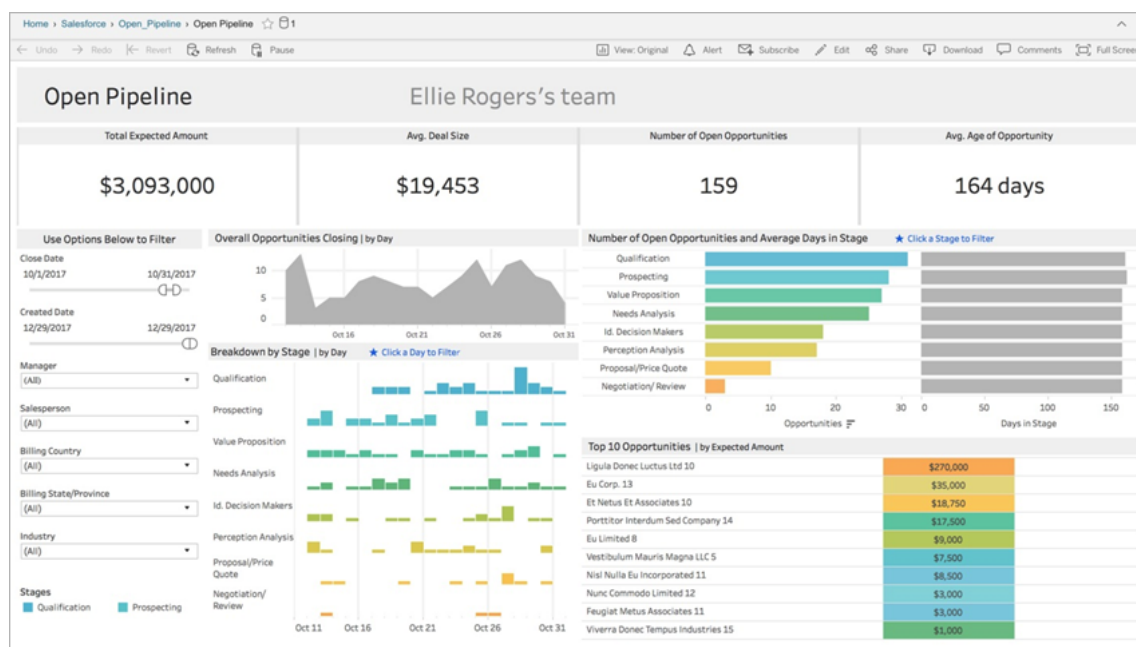 Home › Salesforce › Open_Pipeline › Open Pipeline 1
Undo Redo Revert Refresh Pause View: Original Alert Subscribe Edit Share Download Comments Full Scree
Open Pipeline Ellie Rogers's team
Total Expected Amount
$3,093,000
Avg. Deal Size
$19,453
Number of Open Opportunities
159
Avg. Age of Opportunity
164 days
Use Options Below to Filter
Close Date
10/1/2017 10/31/2017
Created Date
12/29/2017 12/29/2017
Manager
(All)
Salesperson
(All)
Billing Country
(All)
Billing State/Province
(All)
Industry
(All)
Stages
Qualification Prospecting
Overall Opportunities Closing | by Day
10
5
0
Oct 16 Oct 21 Oct 26 Oct 31
Breakdown by Stage | by Day ★ Click a Day to Filter
Qualification
Prospecting
Value Proposition
Needs Analysis
Id. Decision Makers
Perception Analysis
Proposal/Price
Quote
Negotiation/
Review
Oct 11 Oct 16 Oct 21 Oct 26 Oct 31
Number of Open Opportunities and Average Days in Stage ★ Click a Stage to Filter
Qualification
Prospecting
Value Proposition
Needs Analysis
Id. Decision Makers
Perception Analysis
Proposal/Price Quote
Negotiation/ Review
0 10 20 30 0 50 100 150
Opportunities Days in Stage
Top 10 Opportunities | by Expected Amount
Ligula Donec Luctus Ltd 10 $270,000
Eu Corp. 13 $35,000
Et Netus Et Associates 10 $18,750
Porttitor Interdum Sed Company 14 $17,500
Eu Limited 8 $9,000
Vestibulum Mauris Magna LLC 5 $7,500
Nisl Nulla Eu Incorporated 11 $8,500
Nunc Commodo Limited 12 $3,000
Feugiat Metus Associates 11 $3,000
Viverra Donec Tempus Industries 15 $1,000